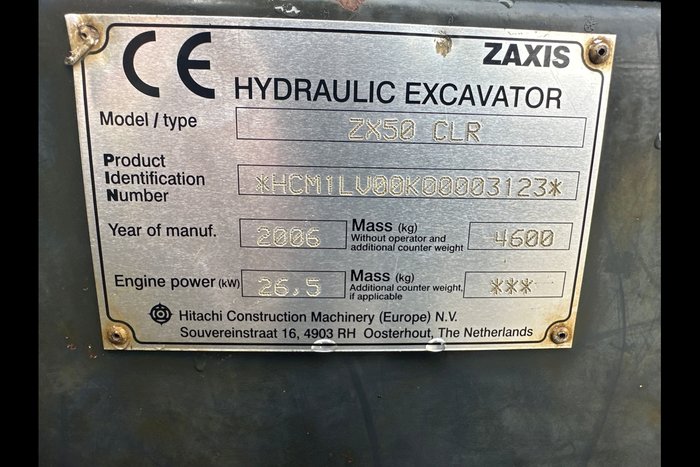 CE ZAXIS
HYDRAULIC EXCAVATOR
Model / type ZX50 CLR
Product
Identification
Number
*HCM1LV00K00003123*
Year of manuf. 2006 Mass (kg)
Without operator and
additional counter weight
4600
Engine power (kW) 26,5 Mass (kg)
Additional counter weight,
if applicable
***
Hitachi Construction Machinery (Europe) N.V.
Souvereinstraat 16, 4903 RH Oosterhout, The Netherlands